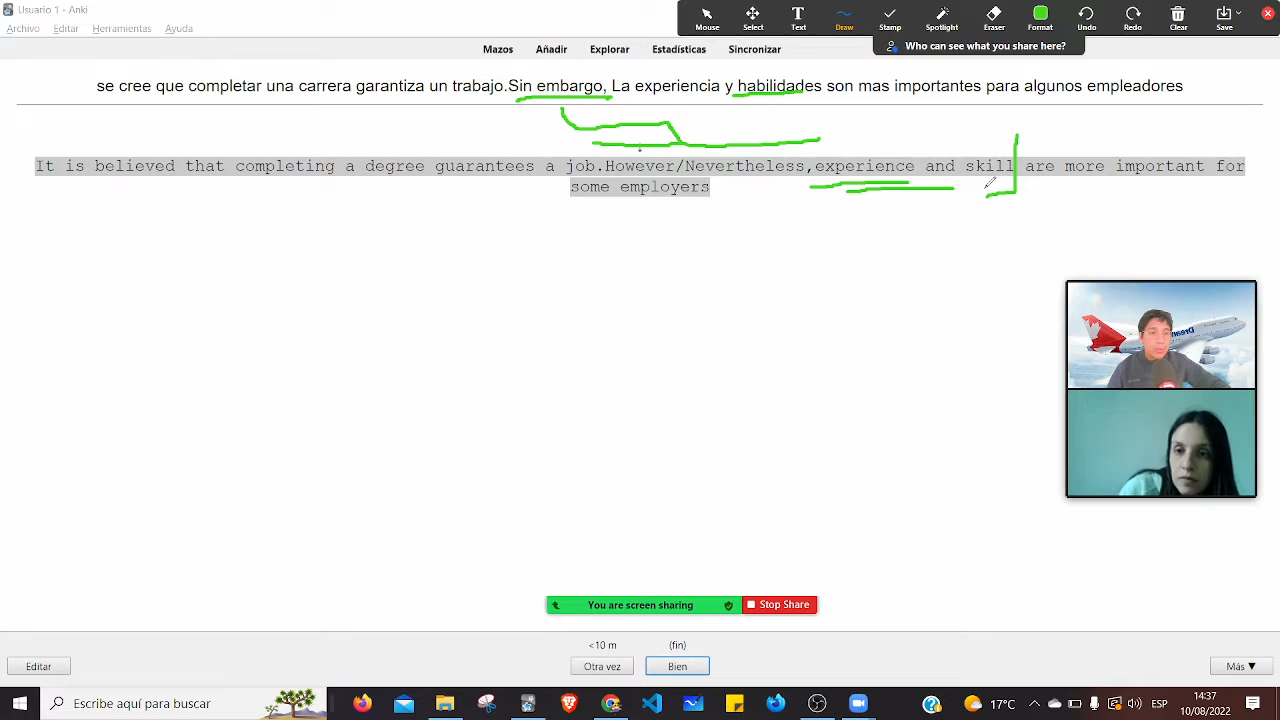 Usuario 1 - Anki
Mouse Select Text Draw Stamp Spotlight Eraser Format Undo Redo Clear Save
Archivo Editar Herramientas Ayuda
Who can see what you share here?
Mazos Añadir Explorar Estadísticas Sincronizar
se cree que completar una carrera garantiza un trabajo.Sin embargo, La experiencia y habilidades son mas importantes para algunos empleadores
It is believed that completing a degree guarantees a job.However/Nevertheless,experience and skill are more important for
some employers
You are screen sharing Stop Share
<10 m (fin)
Editar Otra vez Bien Más ▼
Escribe aquí para buscar 17°C ESP 14:37
10/08/2022